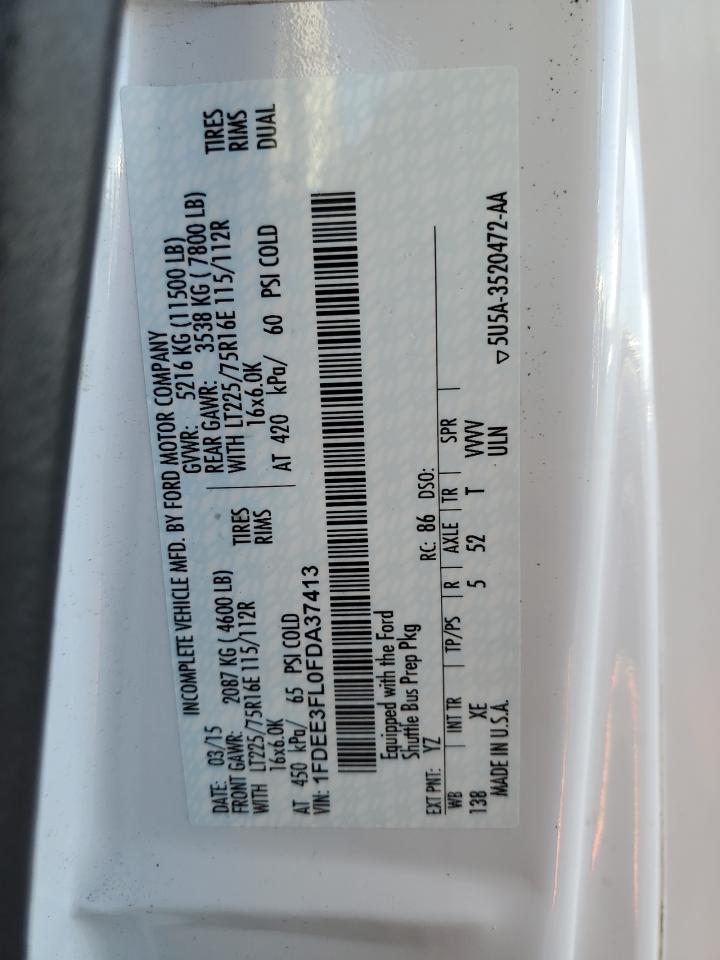 INCOMPLETE VEHICLE MFD. BY FORD MOTOR COMPANY
DATE: 03/15 GVWR: 5216 KG (11500 LB)
FRONT GAWR: 2087 KG ( 4600 LB) REAR GAWR: 3538 KG ( 7800 LB)
WITH LT225/75R16E 115/112R TIRES WITH LT225/75R16E 115/112R TIRES
16x6.0K RIMS 16x6.0K RIMS
AT 450 kPa/ 65 PSI COLD AT 420 kPa/ 60 PSI COLD DUAL
VIN: 1FDEE3FL0FDA37413
Equipped with the Ford
Shuttle Bus Prep Pkg
EXT PNT: YZ RC: 86 DSO:
WB INT TR TP/PS R AXLE TR SPR
138 XE 5 52 T VVVV
MADE IN U.S.A. ULN
▽5U5A-3520472-AA